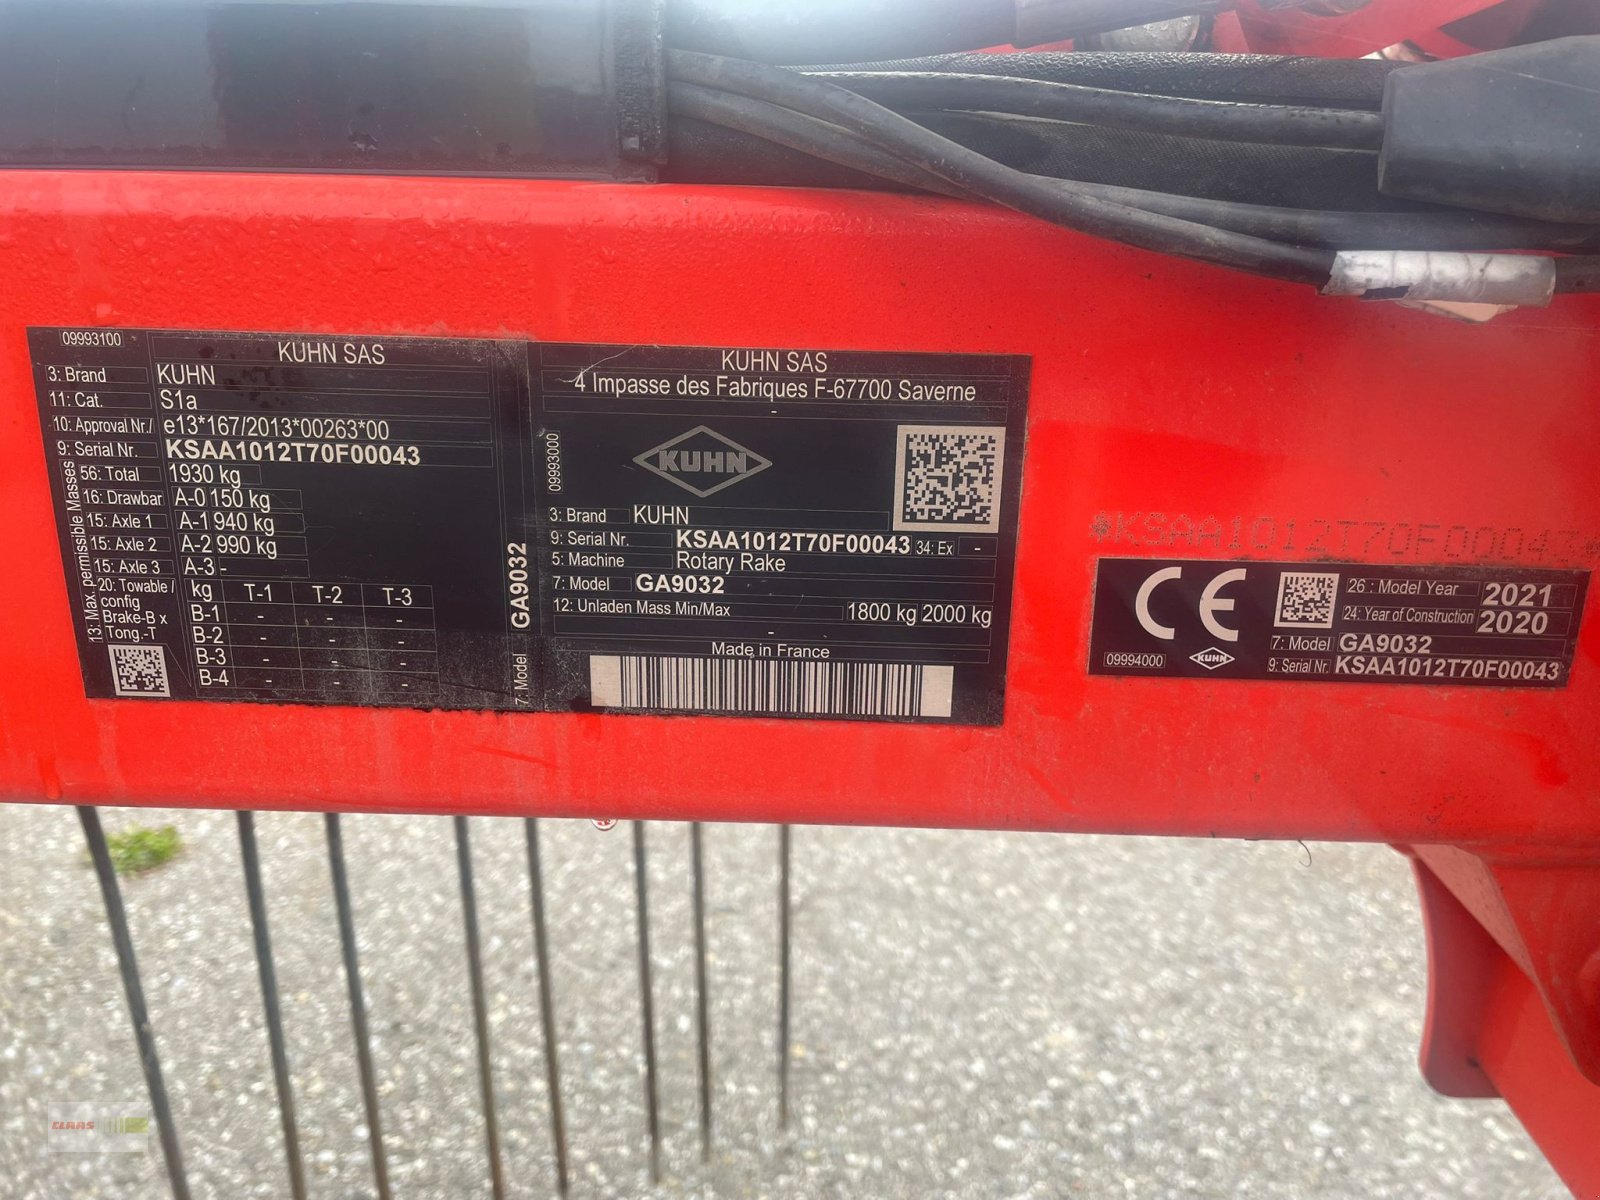 09993100
KUHN SAS
3: Brand KUHN
11: Cat. S1a
10: Approval Nr./ e13*167/2013*00263*00
9: Serial Nr. KSAA1012T70F00043
13: Max. permissible Masses
56: Total 1930 kg
16: Drawbar A-0 150 kg
15: Axle 1 A-1 940 kg
15: Axle 2 A-2 990 kg
15: Axle 3 A-3 -
20: Towable / config
Brake-B x
Tong.-T
kg T-1 T-2 T-3
B-1 - - -
B-2 - - -
B-3 - - -
B-4 - - -
7: Model GA9032
KUHN SAS
4 Impasse des Fabriques F-67700 Saverne
-
09993000
KUHN
3: Brand KUHN
9: Serial Nr. KSAA1012T70F00043 34: Ex -
5: Machine Rotary Rake
7: Model GA9032
12: Unladen Mass Min/Max 1800 kg 2000 kg
-
Made in France
*KSAA1012T70F00043*
CE
26 : Model Year 2021
24: Year of Construction 2020
7: Model GA9032
09994000
KUHN
9: Serial Nr. KSAA1012T70F00043
CLAAS